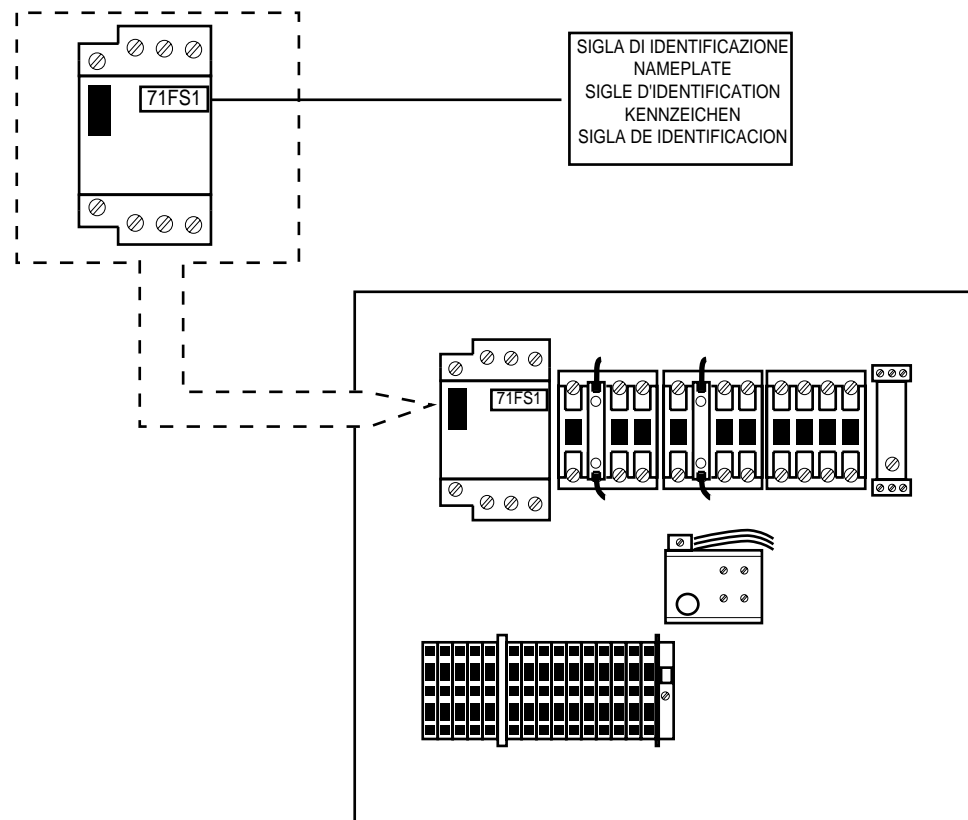 71FS1
SIGLA DI IDENTIFICAZIONE
NAMEPLATE
SIGLE D'IDENTIFICATION
KENNZEICHEN
SIGLA DE IDENTIFICACION
71FS1